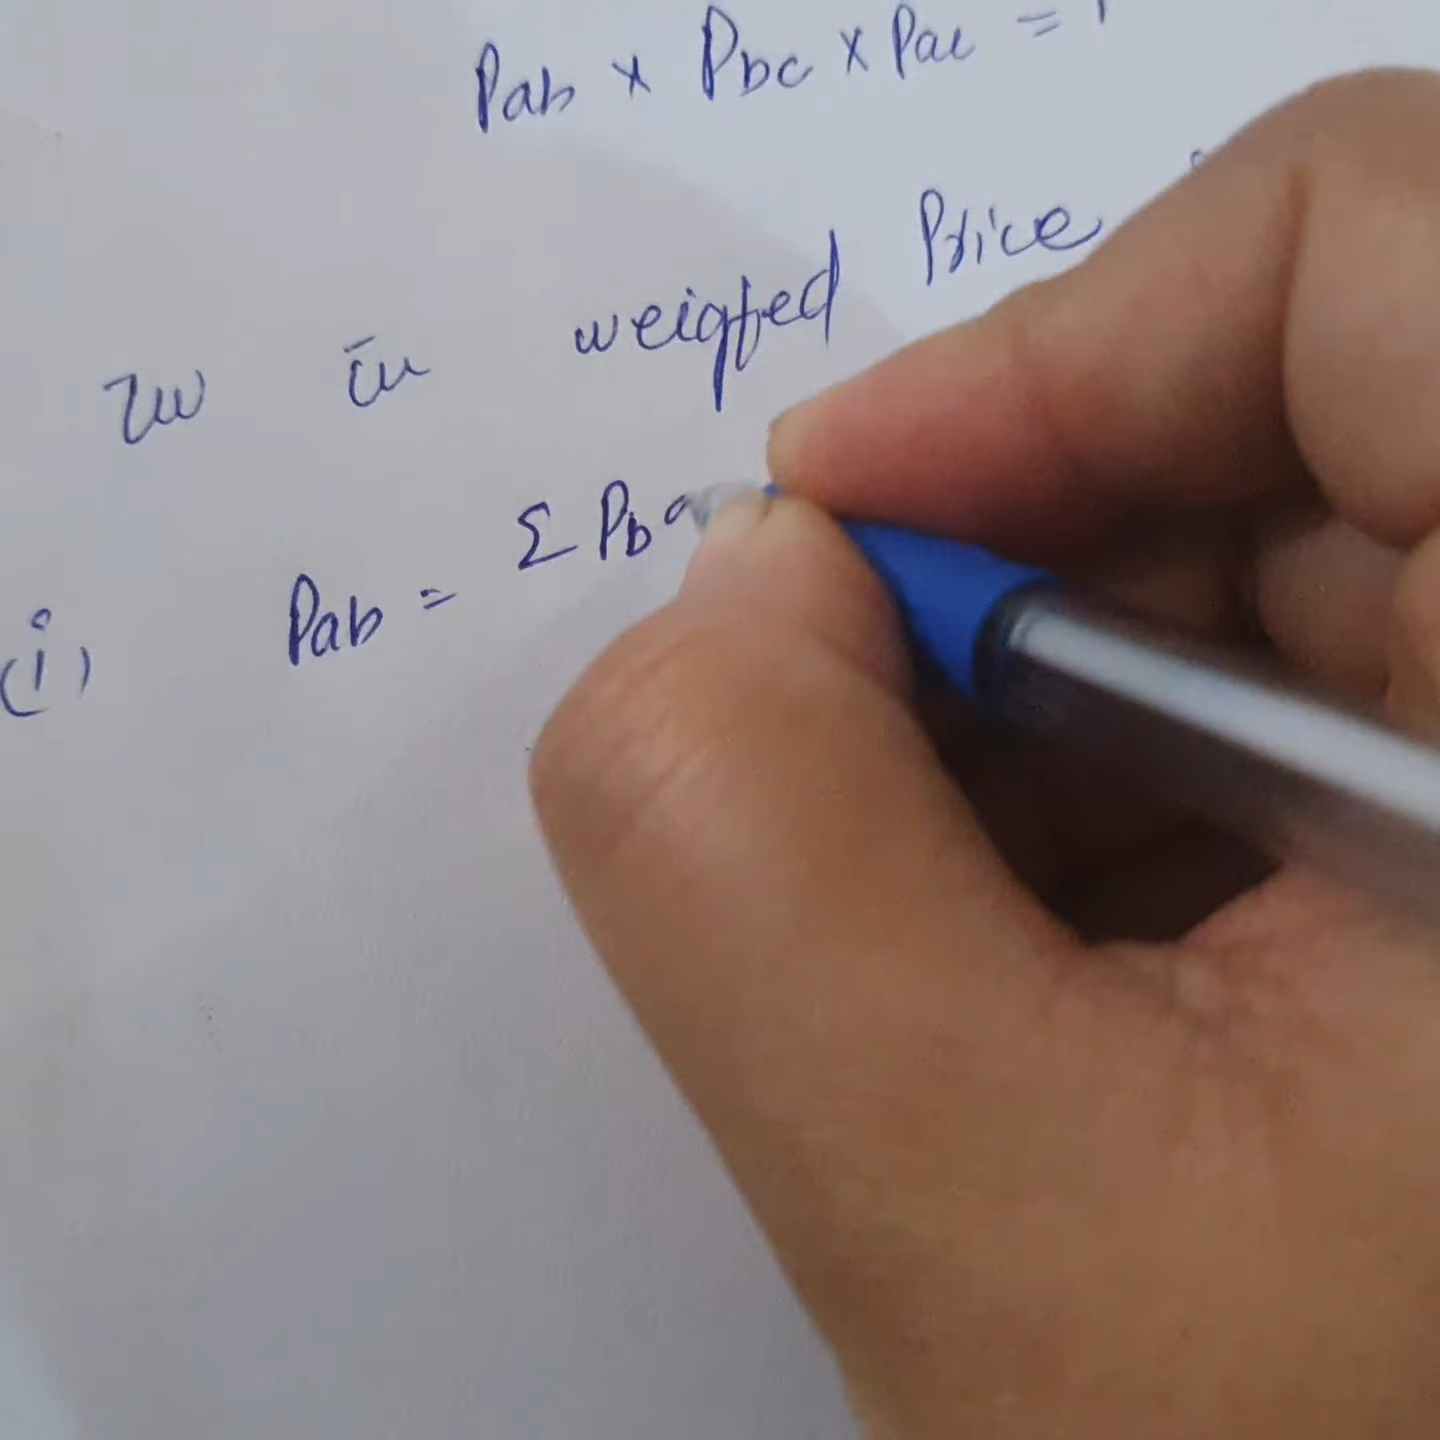 Pab × Pbc × Pac =
weigfed Price
(i) Pab = Σ Pb